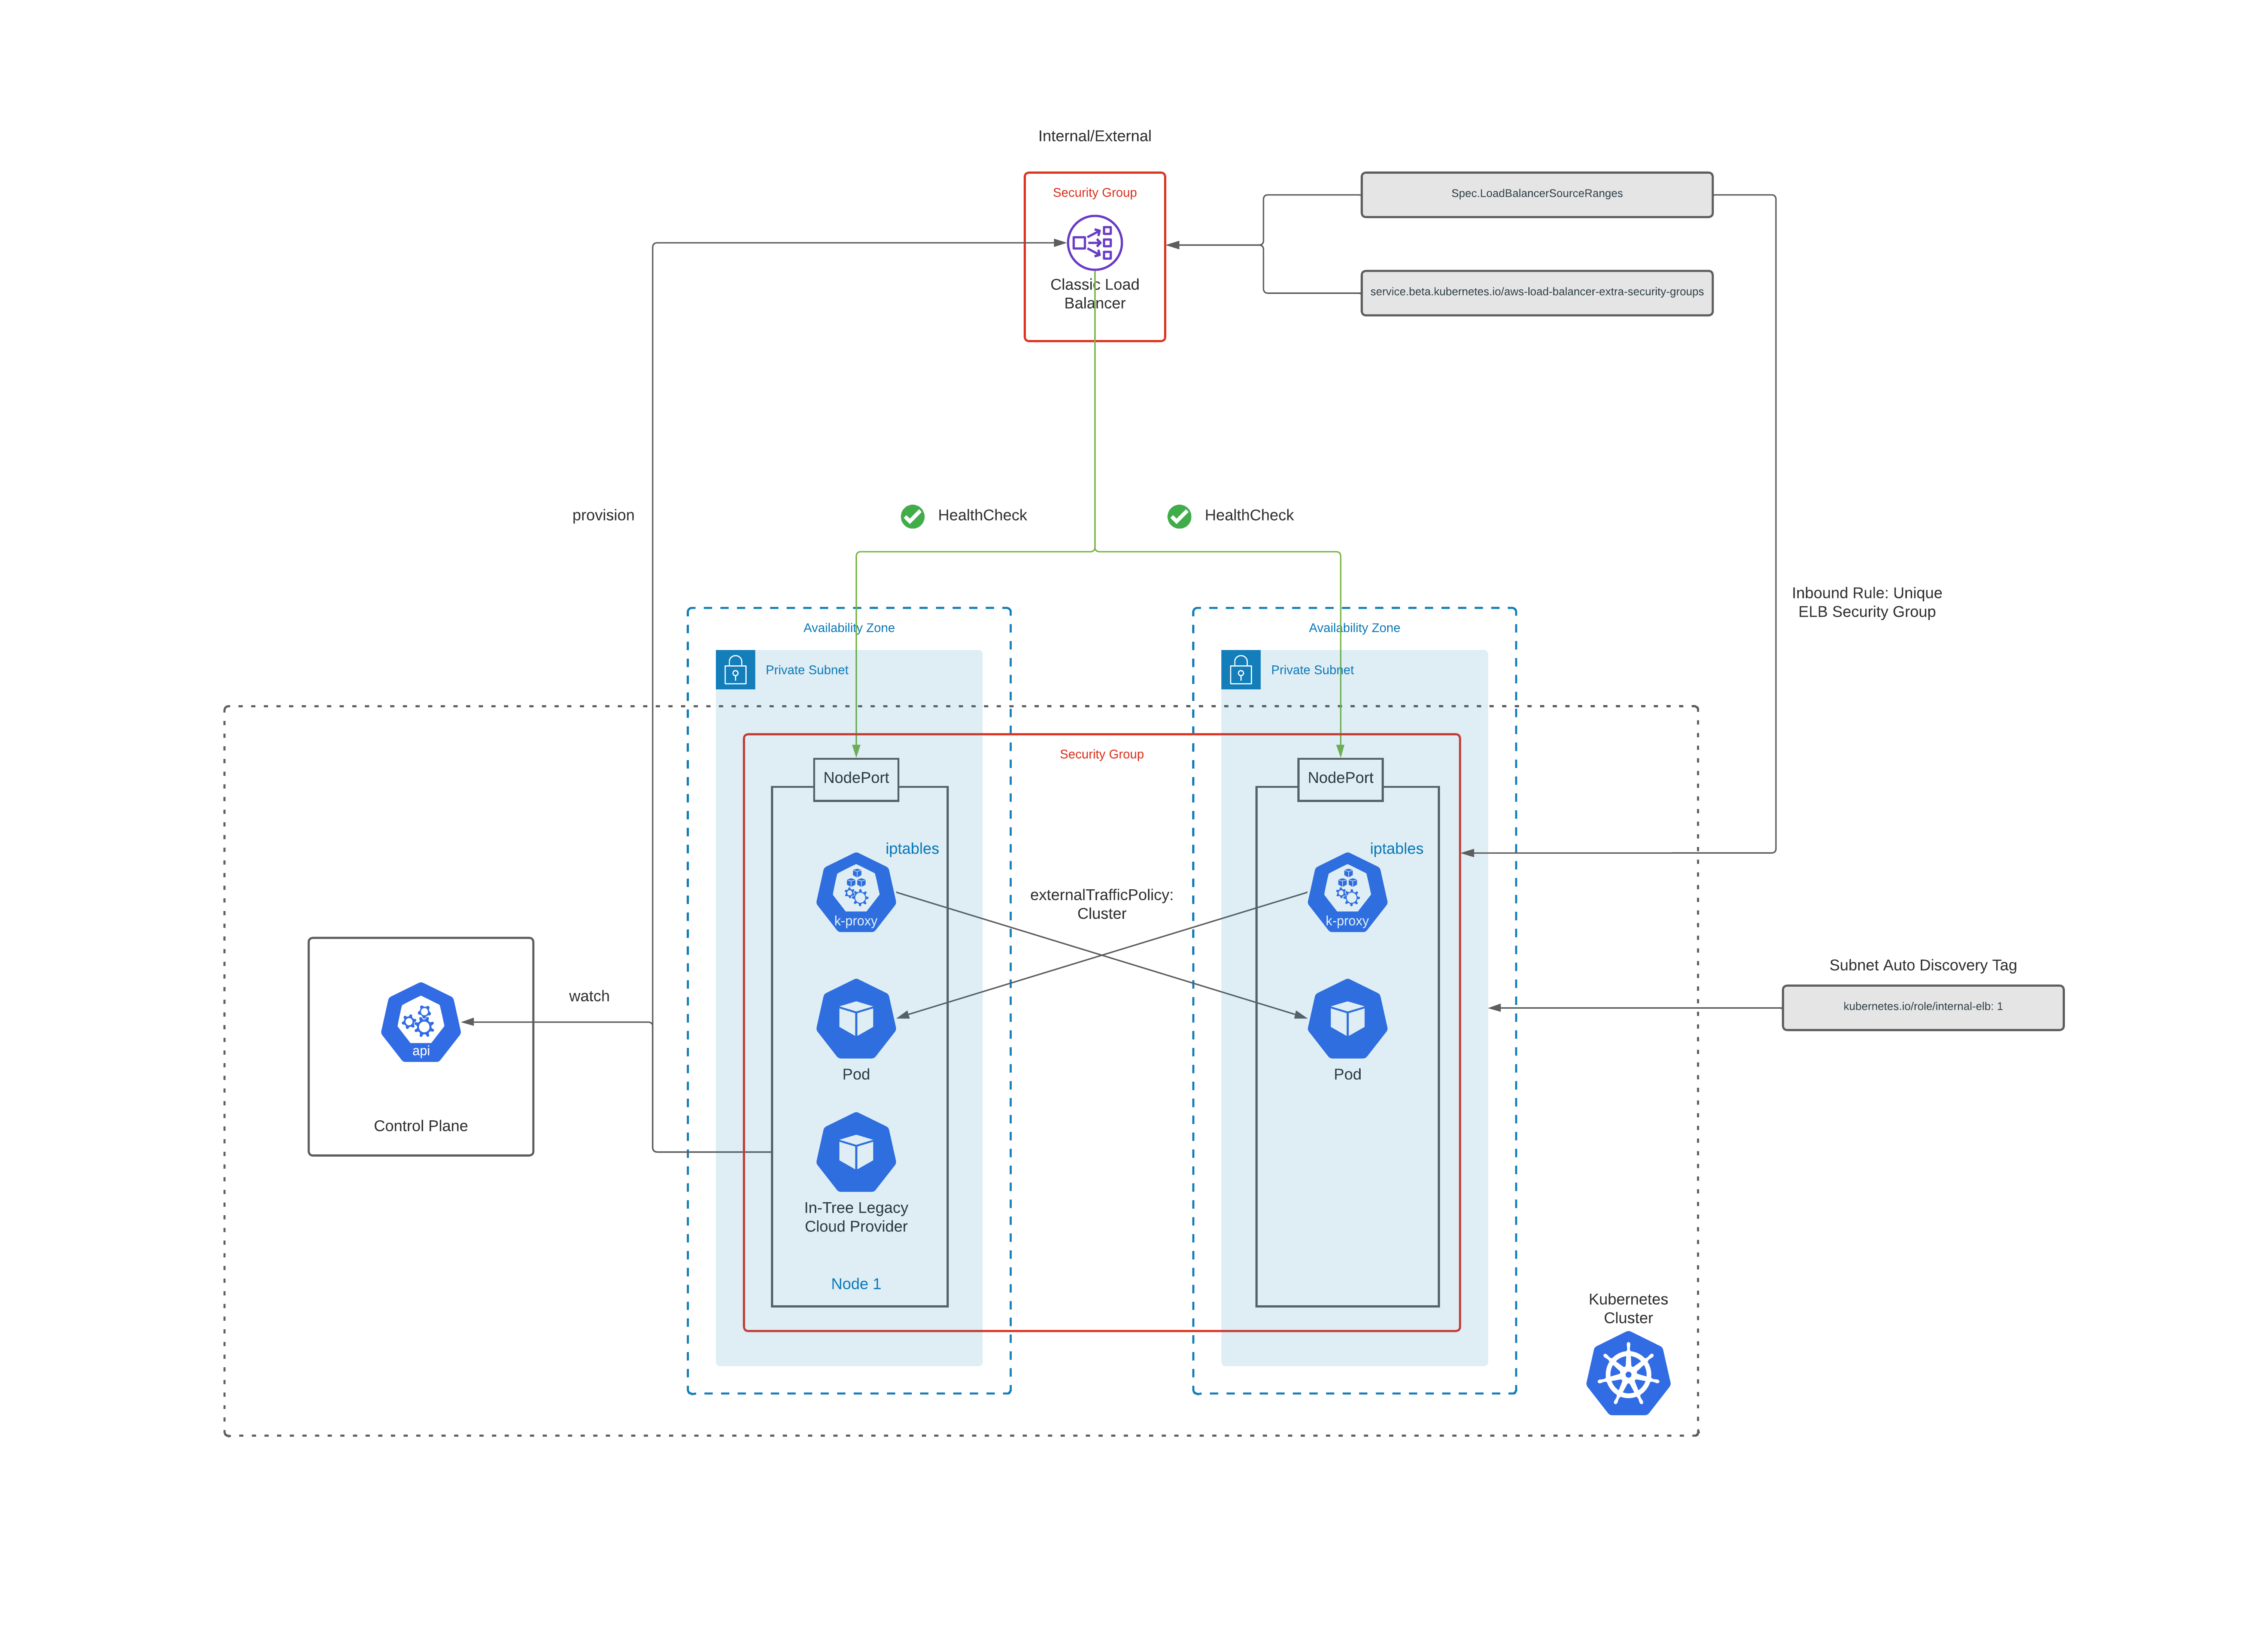 Internal/External
Security Group
Classic Load
Balancer
Spec.LoadBalancerSourceRanges
service.beta.kubernetes.io/aws-load-balancer-extra-security-groups
provision
HealthCheck
HealthCheck
Inbound Rule: Unique
ELB Security Group
Availability Zone
Availability Zone
Private Subnet
Private Subnet
Security Group
NodePort
NodePort
iptables
iptables
k-proxy
k-proxy
externalTrafficPolicy:
Cluster
watch
api
Control Plane
Pod
Pod
Subnet Auto Discovery Tag
kubernetes.io/role/internal-elb: 1
In-Tree Legacy
Cloud Provider
Node 1
Kubernetes
Cluster